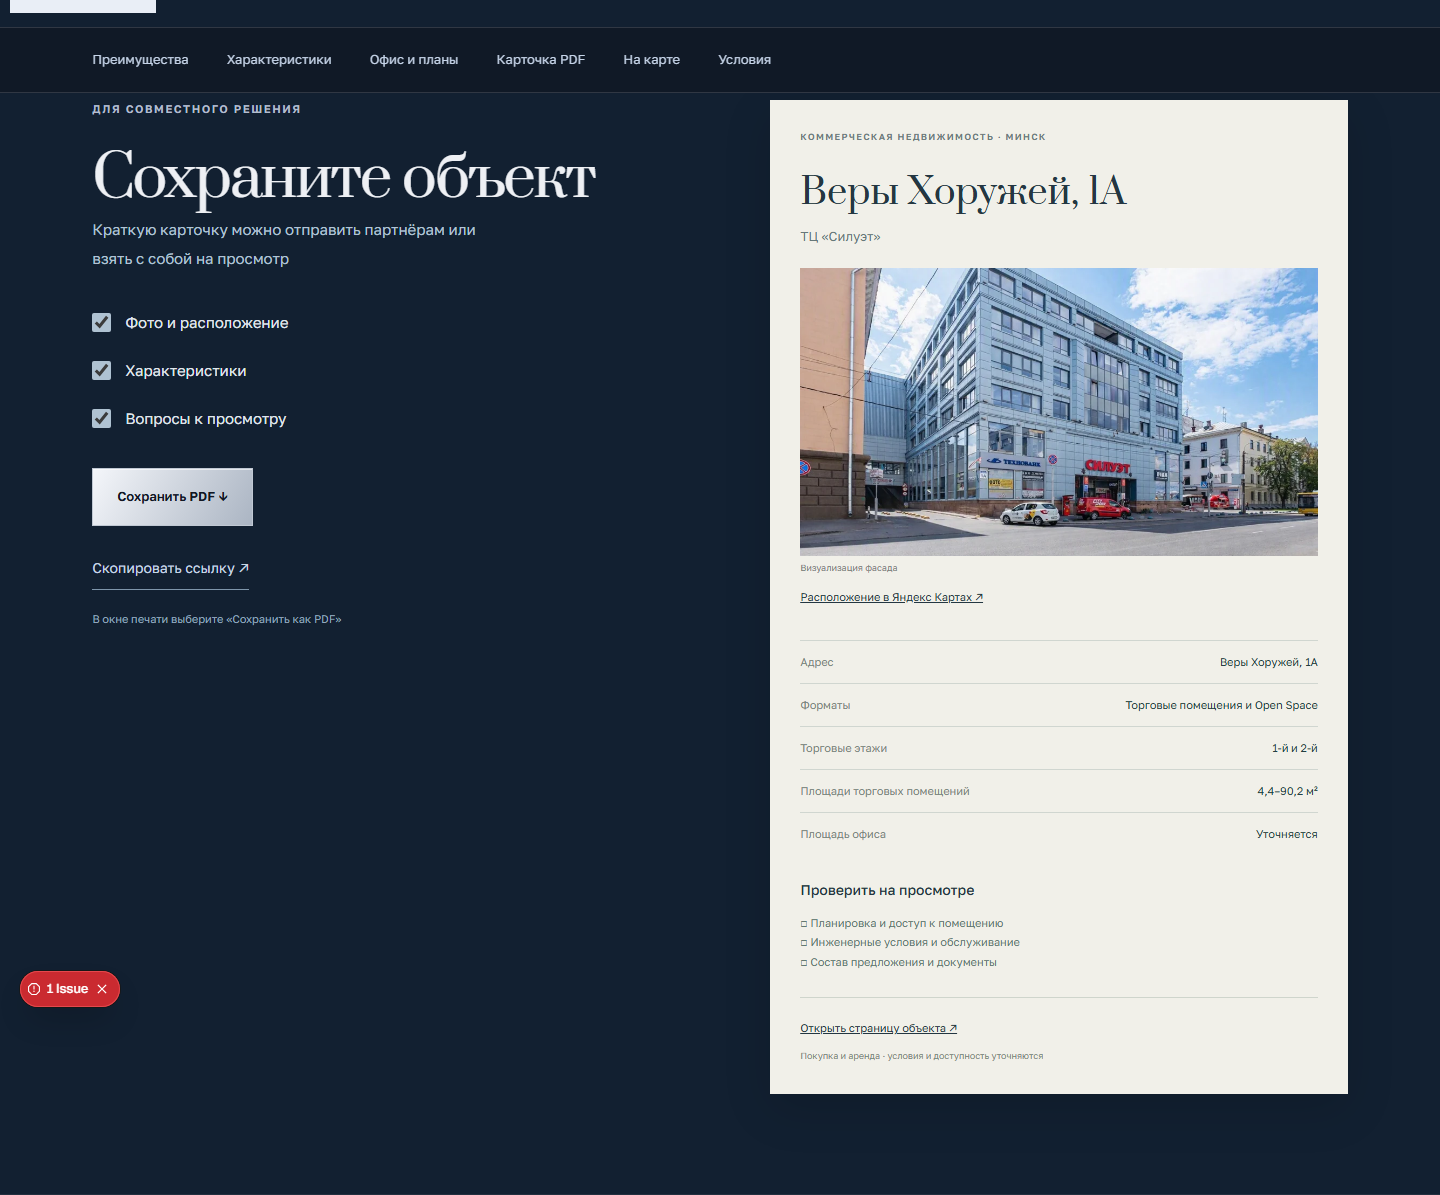 Преимущества
Характеристики
Офис и планы
Карточка PDF
На карте
Условия
ДЛЯ СОВМЕСТНОГО РЕШЕНИЯ
Сохраните объект
Краткую карточку можно отправить партнёрам или
взять с собой на просмотр
Фото и расположение
Характеристики
Вопросы к просмотру
Сохранить PDF ↓
Скопировать ссылку ↗
В окне печати выберите «Сохранить как PDF»
1 Issue
КОММЕРЧЕСКАЯ НЕДВИЖИМОСТЬ · МИНСК
Веры Хоружей, 1А
ТЦ «Силуэт»
ТЕХНОБАНК
СИЛУЭТ
Визуализация фасада
Расположение в Яндекс Картах ↗
Адрес Веры Хоружей, 1А
Форматы Торговые помещения и Open Space
Торговые этажи 1-й и 2-й
Площади торговых помещений 4,4–90,2 м²
Площадь офиса Уточняется
Проверить на просмотре
□ Планировка и доступ к помещению
□ Инженерные условия и обслуживание
□ Состав предложения и документы
Открыть страницу объекта ↗
Покупка и аренда · условия и доступность уточняются